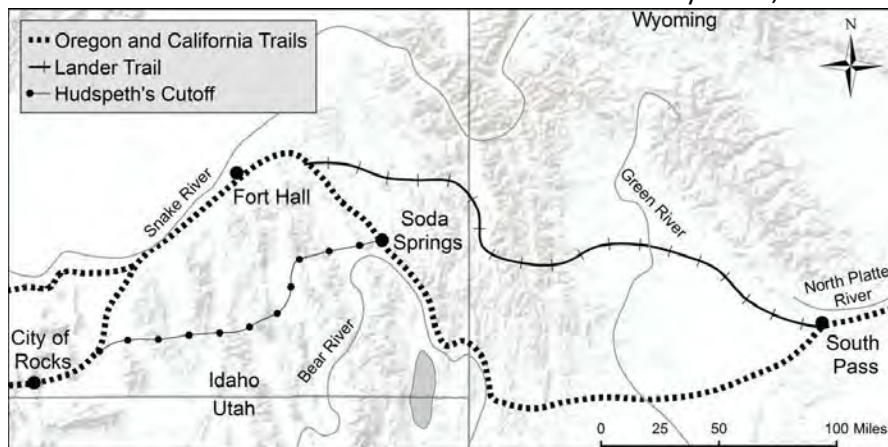 Wyoming
N
Oregon and California Trails
Lander Trail
Hudspeth's Cutoff
Snake River
Fort Hall
Green River
Soda
Springs
North Platte
River
City of
Rocks
South
Pass
Bear River
Idaho
Utah
0 50 100 Miles